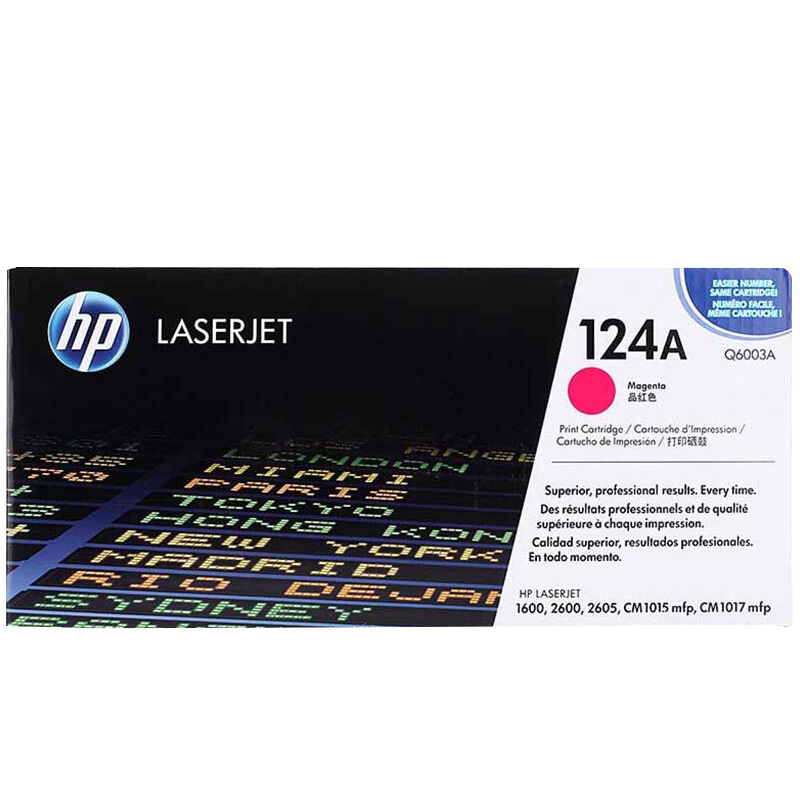 hp LASERJET
EASIER NUMBER,
SAME CARTRIDGE!
NUMÉRO FACILE,
MÊME CARTOUCHE!
124A
Q6003A
Magenta
品红色
Print Cartridge / Cartouche d'Impression /
Cartucho de Impresión / 打印硒鼓
Superior, professional results. Every time.
Des résultats professionnels et de qualité
supérieure à chaque impression.
Calidad superior, resultados profesionales.
En todo momento.
HP LASERJET
1600, 2600, 2605, CM1015 mfp, CM1017 mfp
LONDON
MIAMI
PARIS
TOKYO
HONG KON
NEW YORK
MADRID
RIO DEJAN
SYDNEY